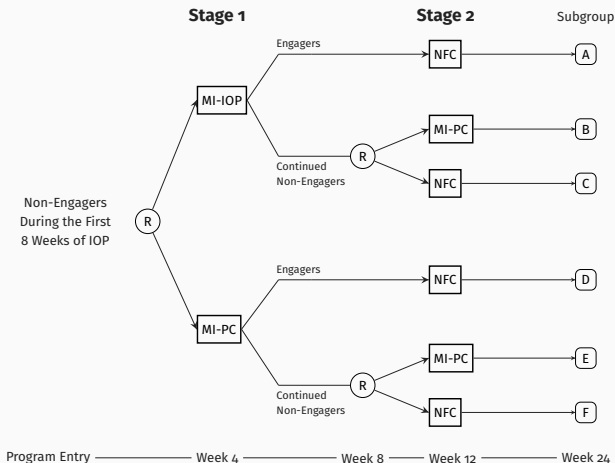 Stage 1
Stage 2
Subgroup
Engagers
NFC
A
MI-IOP
MI-PC
B
R
Continued
Non-Engagers
NFC
C
Non-Engagers
During the First
8 Weeks of IOP
R
Engagers
NFC
D
MI-PC
MI-PC
E
R
Continued
Non-Engagers
NFC
F
Program Entry
Week 4
Week 8
Week 12
Week 24